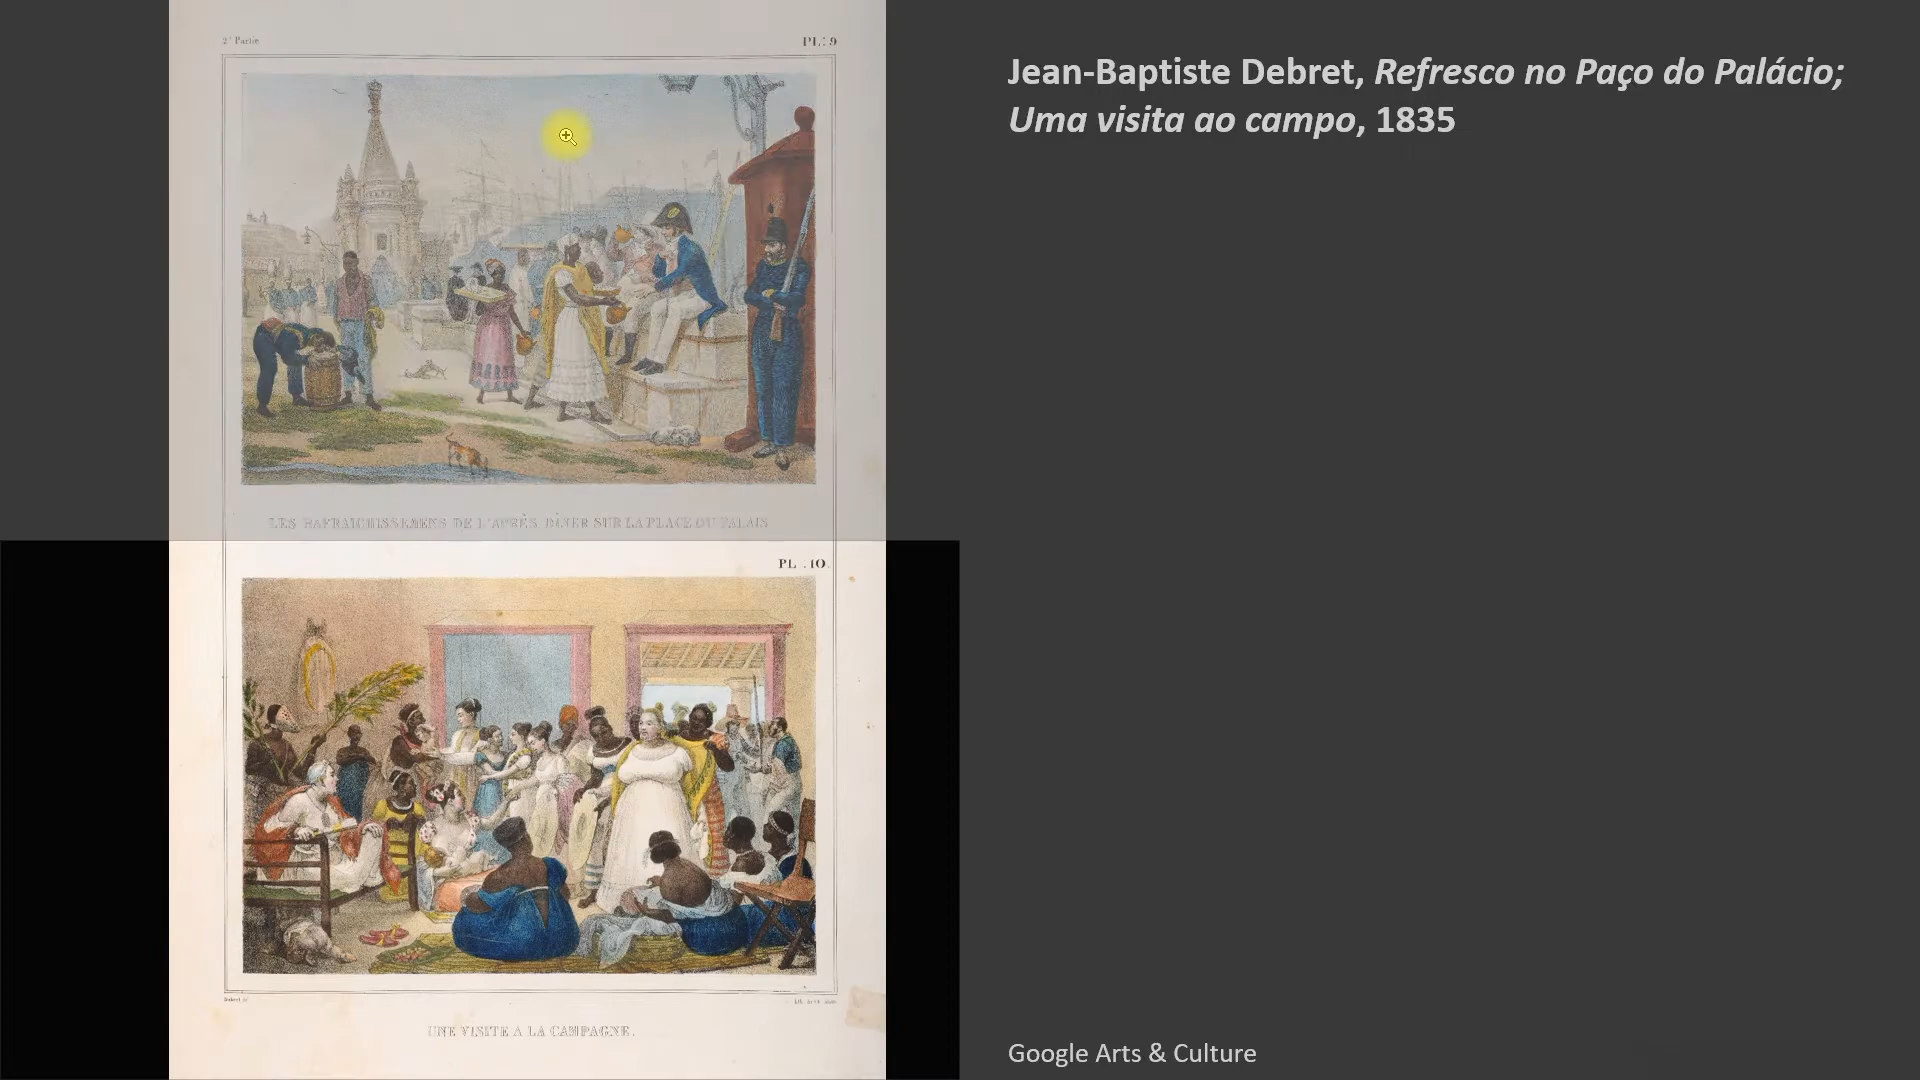 2e Partie
PL: 9
Jean-Baptiste Debret, Refresco no Paço do Palácio;
Uma visita ao campo, 1835
LES RAFRAICHISSEMENS DE L'APRÈS DINER SUR LA PLACE DU PALAIS
PL . 10.
UNE VISITE A LA CAMPAGNE.
Google Arts & Culture